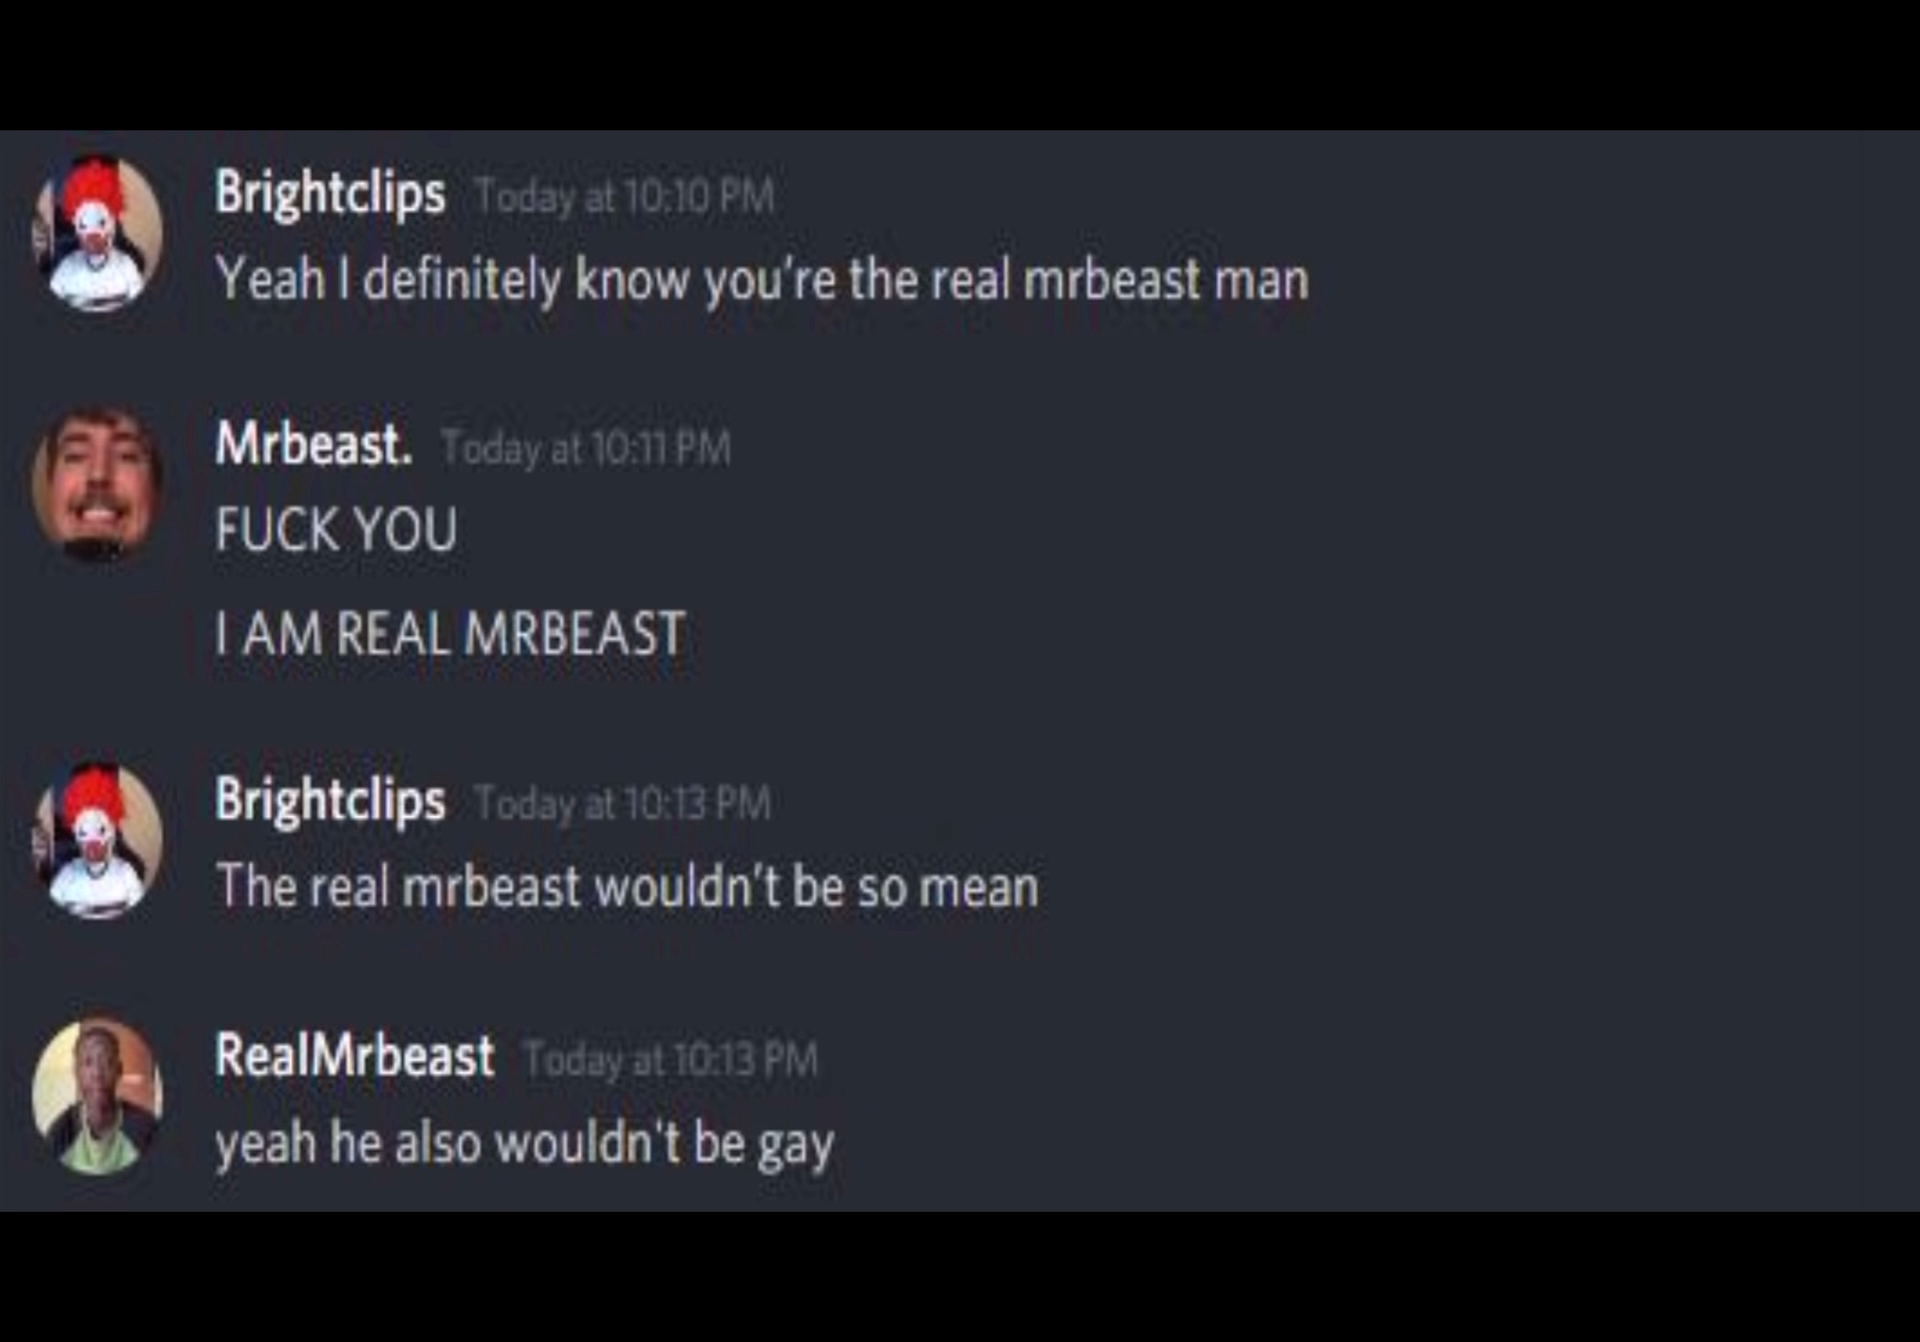 Brightclips Today at 10:10 PM
Yeah I definitely know you're the real mrbeast man
Mrbeast. Today at 10:11 PM
FUCK YOU
I AM REAL MRBEAST
Brightclips Today at 10:13 PM
The real mrbeast wouldn't be so mean
RealMrbeast Today at 10:13 PM
yeah he also wouldn't be gay